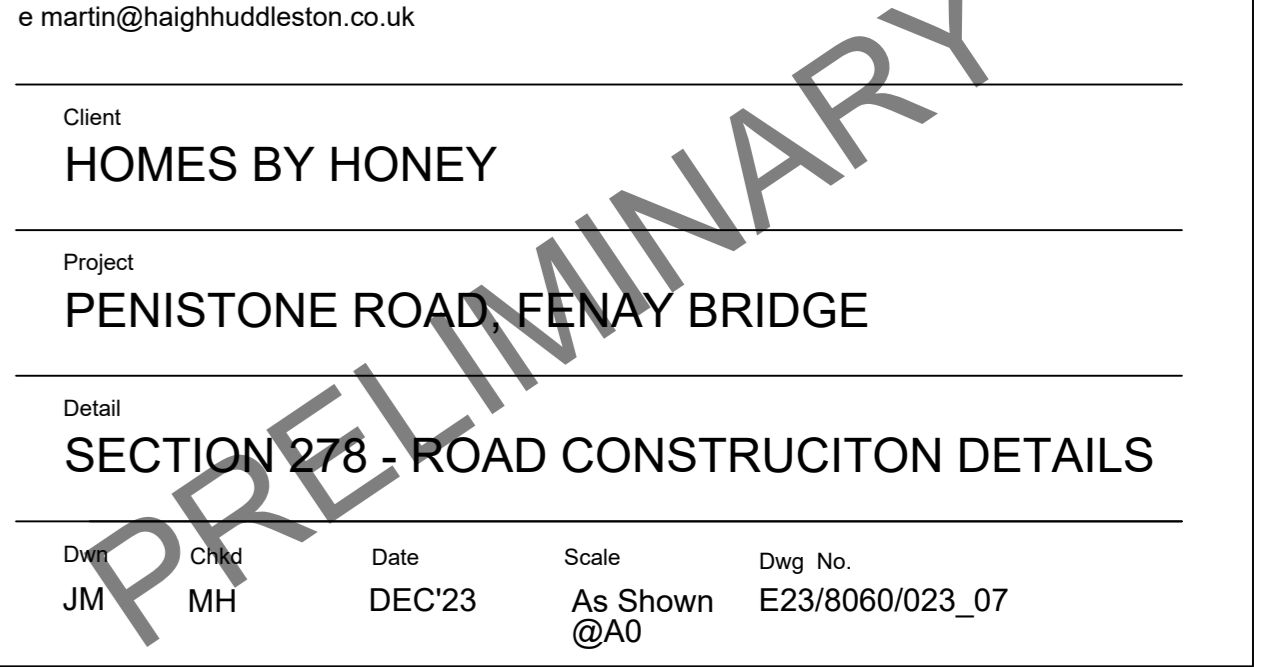 e martin@haighhuddleston.co.uk
Client
HOMES BY HONEY
Project
PENISTONE ROAD, FENAY BRIDGE
Detail
SECTION 278 - ROAD CONSTRUCITON DETAILS
Dwn Chkd Date Scale Dwg No.
JM MH DEC'23 As Shown E23/8060/023_07
@A0
PRELIMINARY